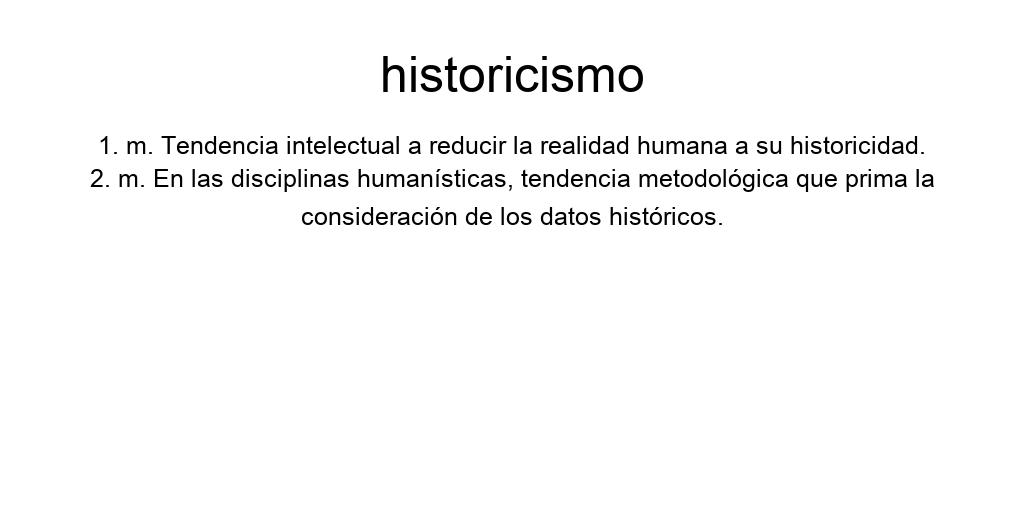 historicismo
1. m. Tendencia intelectual a reducir la realidad humana a su historicidad.
2. m. En las disciplinas humanísticas, tendencia metodológica que prima la
consideración de los datos históricos.